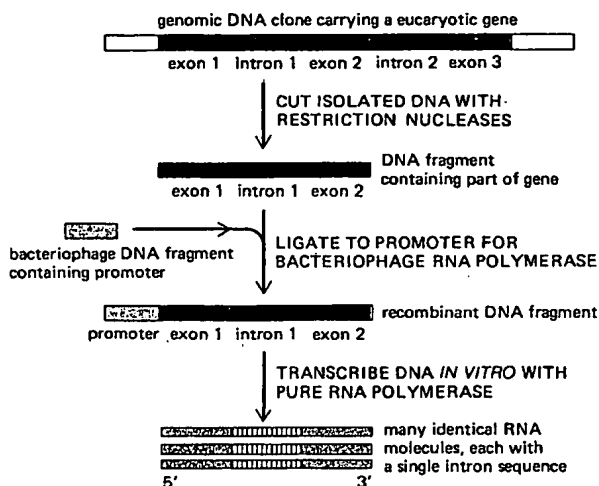 genomic DNA clone carrying a eucaryotic gene
exon 1 intron 1 exon 2 intron 2 exon 3
CUT ISOLATED DNA WITH
RESTRICTION NUCLEASES
DNA fragment
containing part of gene
exon 1 intron 1 exon 2
bacteriophage DNA fragment
containing promoter
LIGATE TO PROMOTER FOR
BACTERIOPHAGE RNA POLYMERASE
recombinant DNA fragment
promoter exon 1 intron 1 exon 2
TRANSCRIBE DNA IN VITRO WITH
PURE RNA POLYMERASE
many identical RNA
molecules, each with
a single intron sequence
5' 3'